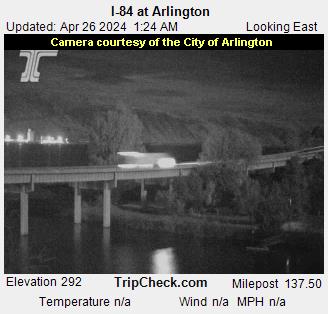 I-84 at Arlington
Updated: Apr 26 2024 1:24 AM Looking East
Camera courtesy of the City of Arlington
Elevation 292 TripCheck.com Milepost 137.50
Temperature n/a Wind n/a MPH n/a